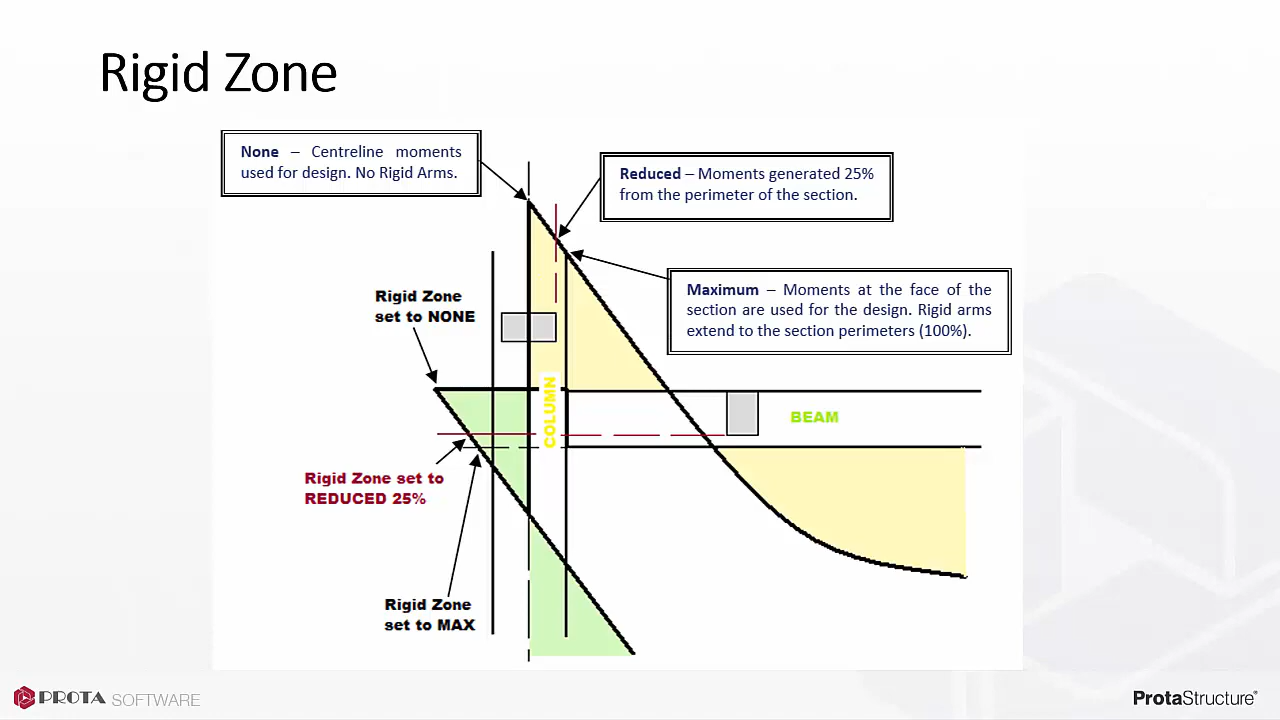 Rigid Zone
None – Centreline moments
used for design. No Rigid Arms.
Reduced – Moments generated 25%
from the perimeter of the section.
Maximum – Moments at the face of the
section are used for the design. Rigid arms
extend to the section perimeters (100%).
Rigid Zone
set to NONE
COLUMN
BEAM
Rigid Zone set to
REDUCED 25%
Rigid Zone
set to MAX
PROTA SOFTWARE
ProtaStructure®